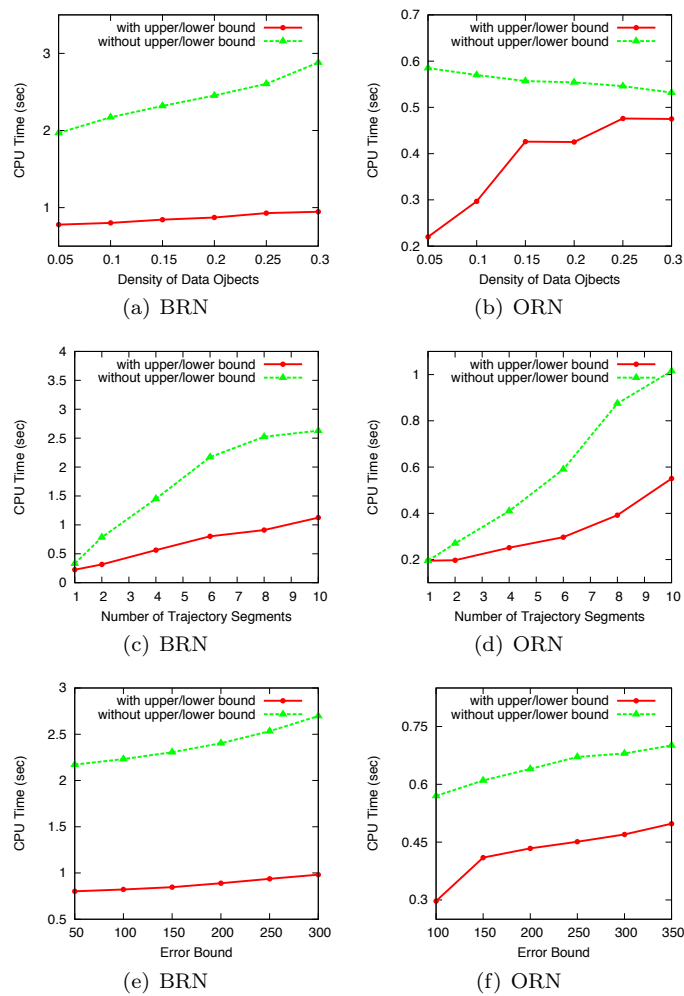 with upper/lower bound
without upper/lower bound
3
2
1
CPU Time (sec)
0.05 0.1 0.15 0.2 0.25 0.3
Density of Data Ojbects
(a) BRN
with upper/lower bound
without upper/lower bound
0.7
0.6
0.5
0.4
0.3
0.2
CPU Time (sec)
0.05 0.1 0.15 0.2 0.25 0.3
Density of Data Ojbects
(b) ORN
with upper/lower bound
without upper/lower bound
4
3.5
3
2.5
2
1.5
1
0.5
0
CPU Time (sec)
1 2 3 4 5 6 7 8 9 10
Number of Trajectory Segments
(c) BRN
with upper/lower bound
without upper/lower bound
1
0.8
0.6
0.4
0.2
CPU Time (sec)
1 2 3 4 5 6 7 8 9 10
Number of Trajectory Segments
(d) ORN
with upper/lower bound
without upper/lower bound
3
2.5
2
1.5
1
0.5
CPU Time (sec)
50 100 150 200 250 300
Error Bound
(e) BRN
with upper/lower bound
without upper/lower bound
0.75
0.6
0.45
0.3
CPU Time (sec)
100 150 200 250 300 350
Error Bound
(f) ORN